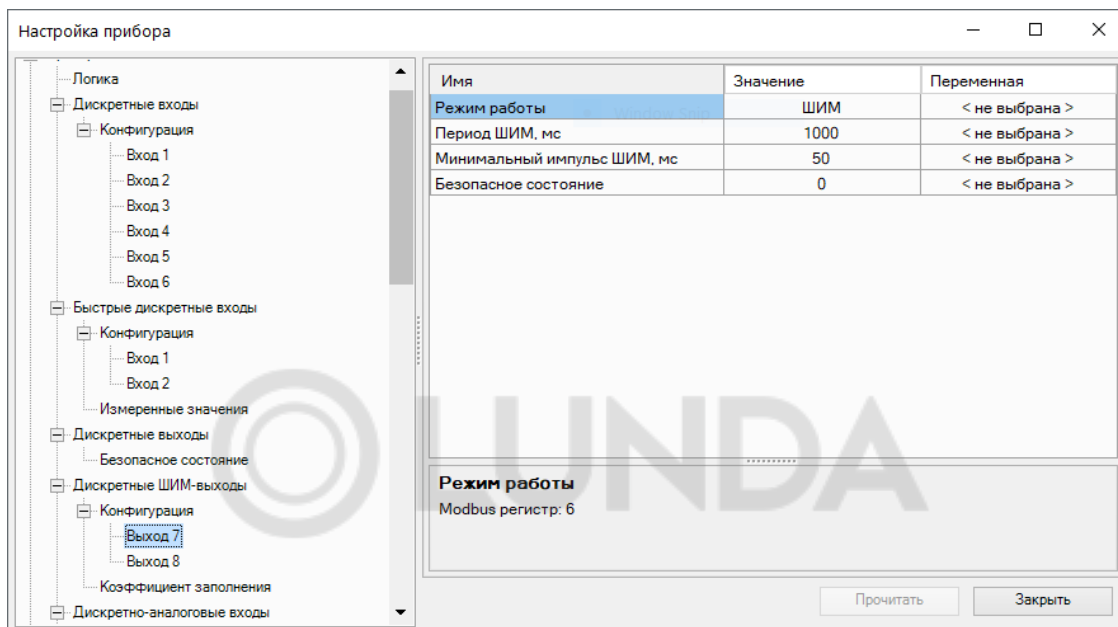 Настройка прибора
Логика
Дискретные входы
Конфигурация
Вход 1
Вход 2
Вход 3
Вход 4
Вход 5
Вход 6
Быстрые дискретные входы
Конфигурация
Вход 1
Вход 2
Измеренные значения
Дискретные выходы
Безопасное состояние
Дискретные ШИМ-выходы
Конфигурация
Выход 7
Выход 8
Коэффициент заполнения
Дискретно-аналоговые входы
Имя Значение Переменная
Режим работы ШИМ < не выбрана >
Период ШИМ, мс 1000 < не выбрана >
Минимальный импульс ШИМ, мс 50 < не выбрана >
Безопасное состояние 0 < не выбрана >
Режим работы
Modbus регистр: 6
Прочитать Закрыть
LUNDA